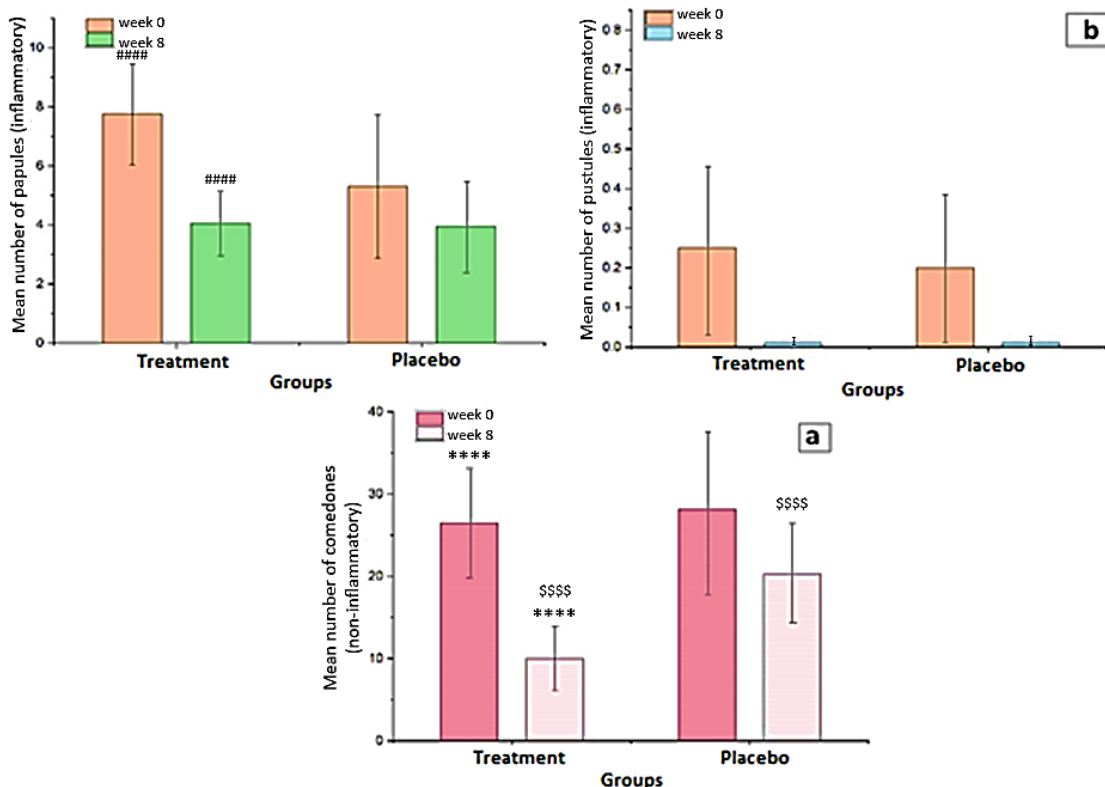 week 0
week 8
####
####
Mean number of papules (inflammatory)
10
8
6
4
2
0
Treatment
Placebo
Groups
week 0
week 8
b
Mean number of pustules (inflammatory)
0.8
0.7
0.6
0.5
0.4
0.3
0.2
0.1
0.0
Treatment
Placebo
Groups
week 0
week 8
a
****
$$$$
$$$$
****
Mean number of comedones
(non-inflammatory)
40
30
20
10
0
Treatment
Placebo
Groups